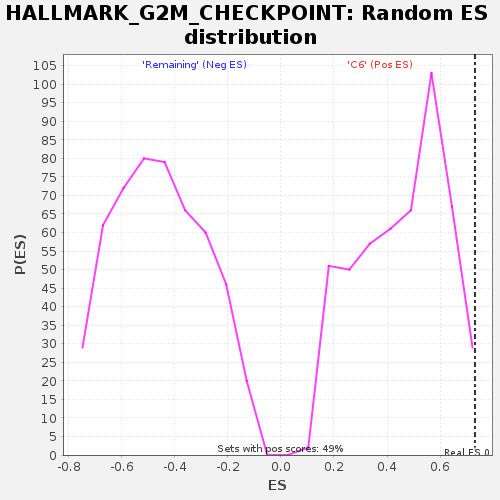 HALLMARK_G2M_CHECKPOINT: Random ES
distribution
'Remaining' (Neg ES)
'C6' (Pos ES)
105
100
95
90
85
80
75
70
65
60
55
50
45
40
35
30
25
20
15
10
5
0
P(ES)
Sets with pos scores: 49%
Real ES 0
-0.8 -0.6 -0.4 -0.2 0.0 0.2 0.4 0.6
ES